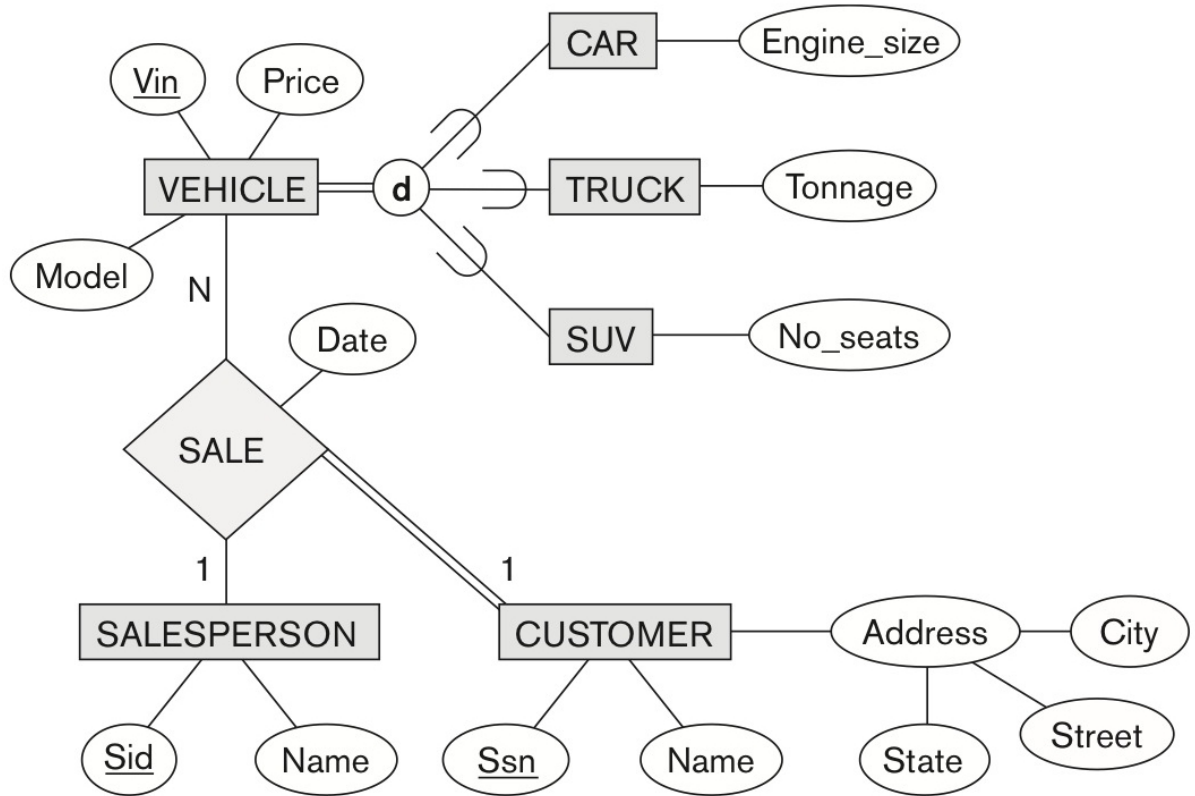 CAR
Engine_size
Vin
Price
VEHICLE
d
TRUCK
Tonnage
Model
N
Date
SUV
No_seats
SALE
1
1
SALESPERSON
CUSTOMER
Address
City
Sid
Name
Ssn
Name
State
Street